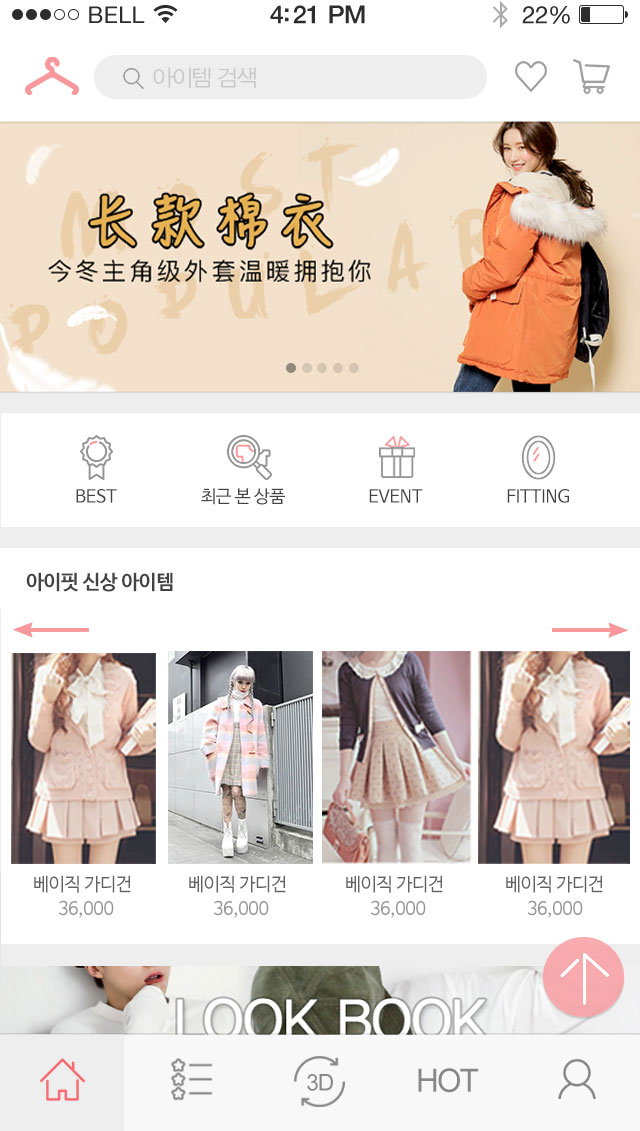 BELL 4:21 PM 22%
아이템 검색
MOST
POPULAR
长款棉衣
今冬主角级外套温暖拥抱你
BEST 최근 본 상품 EVENT FITTING
아이핏 신상 아이템
베이직 가디건 베이직 가디건 베이직 가디건 베이직 가디건
36,000 36,000 36,000 36,000
LOOK BOOK
3D HOT